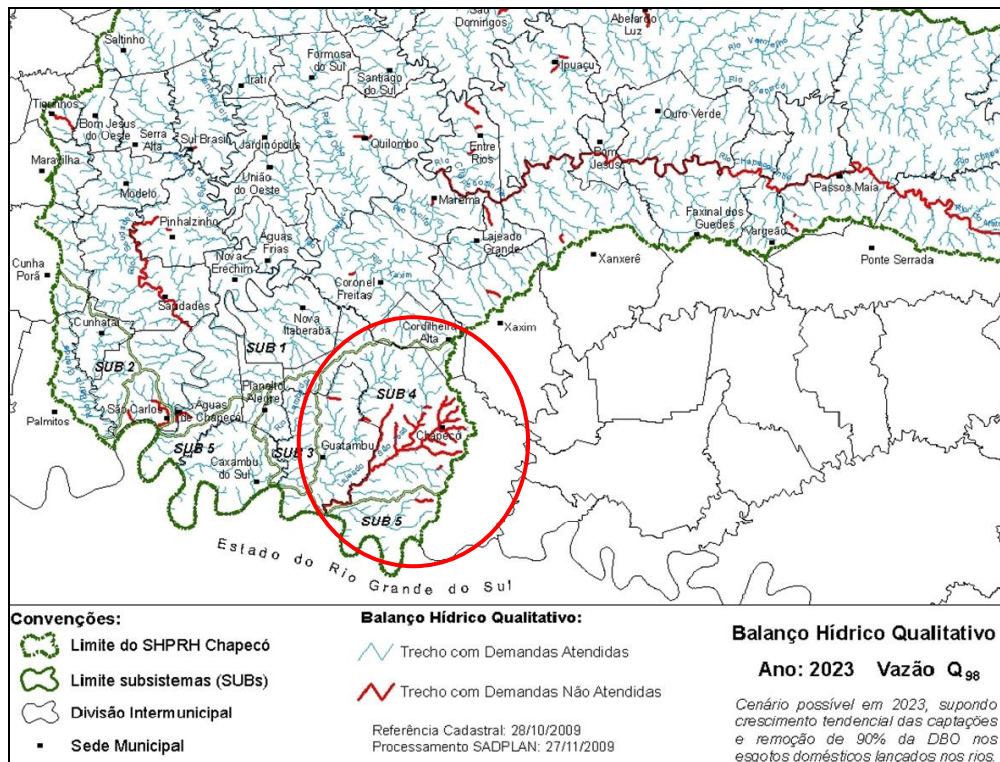 São
Domingos
Abelardo
Luz
Saltinho
Formosa
do Sul
Rio Vermelho
Irati
Santiago
do Sul
Ipuaçu
Tigrinhos
Bom Jesus
do Oeste
Serra
Alta
Sul Brasil
Jardinópolis
Quilombo
Entre
Rios
Ouro Verde
Bom
Jesus
Maravilha
União
do Oeste
Modelo
Marema
Passos Maia
Pinhalzinho
Águas
Frias
Lajeado
Grande
Faxinal dos
Guedes
Vargeão
Cunha
Porã
Nova
Erechim
Xanxerê
Ponte Serrada
Coronel
Freitas
Saudades
Nova
Itaberaba
Cunhataí
Cordilheira
Alta
Xaxim
SUB 1
SUB 2
SUB 4
Planalto
Alegre
Palmitos
São Carlos
Águas
de Chapecó
Chapecó
SUB 5
SUB 3
Guatambu
Caxambu
do Sul
SUB 5
Estado do Rio Grande do Sul
Convenções:
Limite do SHPRH Chapecó
Limite subsistemas (SUBs)
Divisão Intermunicipal
Sede Municipal
Balanço Hídrico Qualitativo:
Trecho com Demandas Atendidas
Trecho com Demandas Não Atendidas
Referência Cadastral: 28/10/2009
Processamento SADPLAN: 27/11/2009
Balanço Hídrico Qualitativo
Ano: 2023 Vazão Q98
Cenário possível em 2023, supondo
crescimento tendencial das captações
e remoção de 90% da DBO nos
esgotos domésticos lançados nos rios.